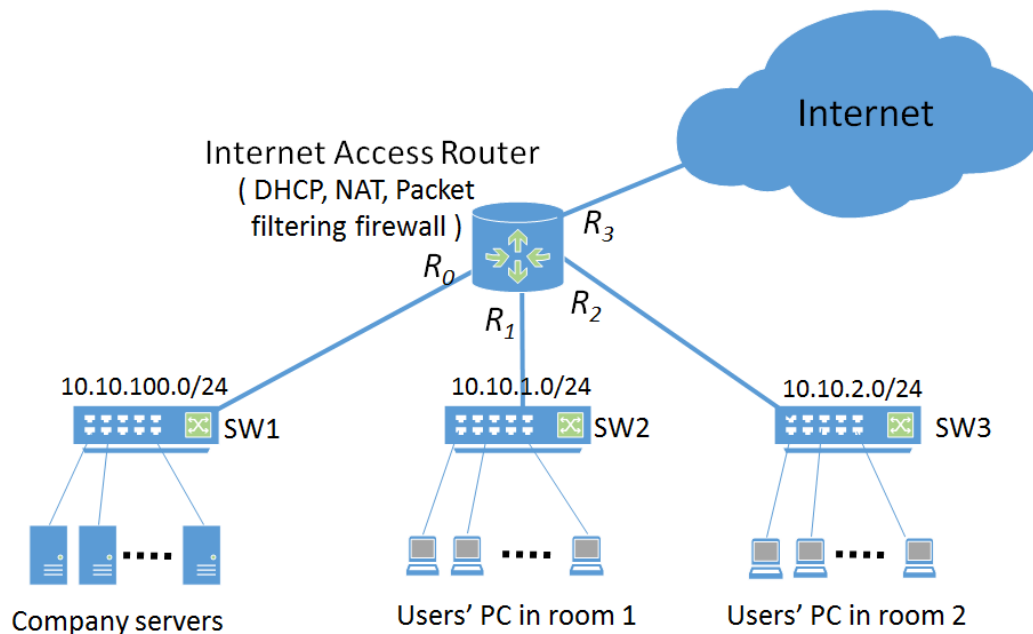 Internet
Internet Access Router
( DHCP, NAT, Packet
filtering firewall )
R3
R0
R2
R1
10.10.100.0/24
10.10.1.0/24
10.10.2.0/24
SW1
SW2
SW3
Company servers
Users' PC in room 1
Users' PC in room 2